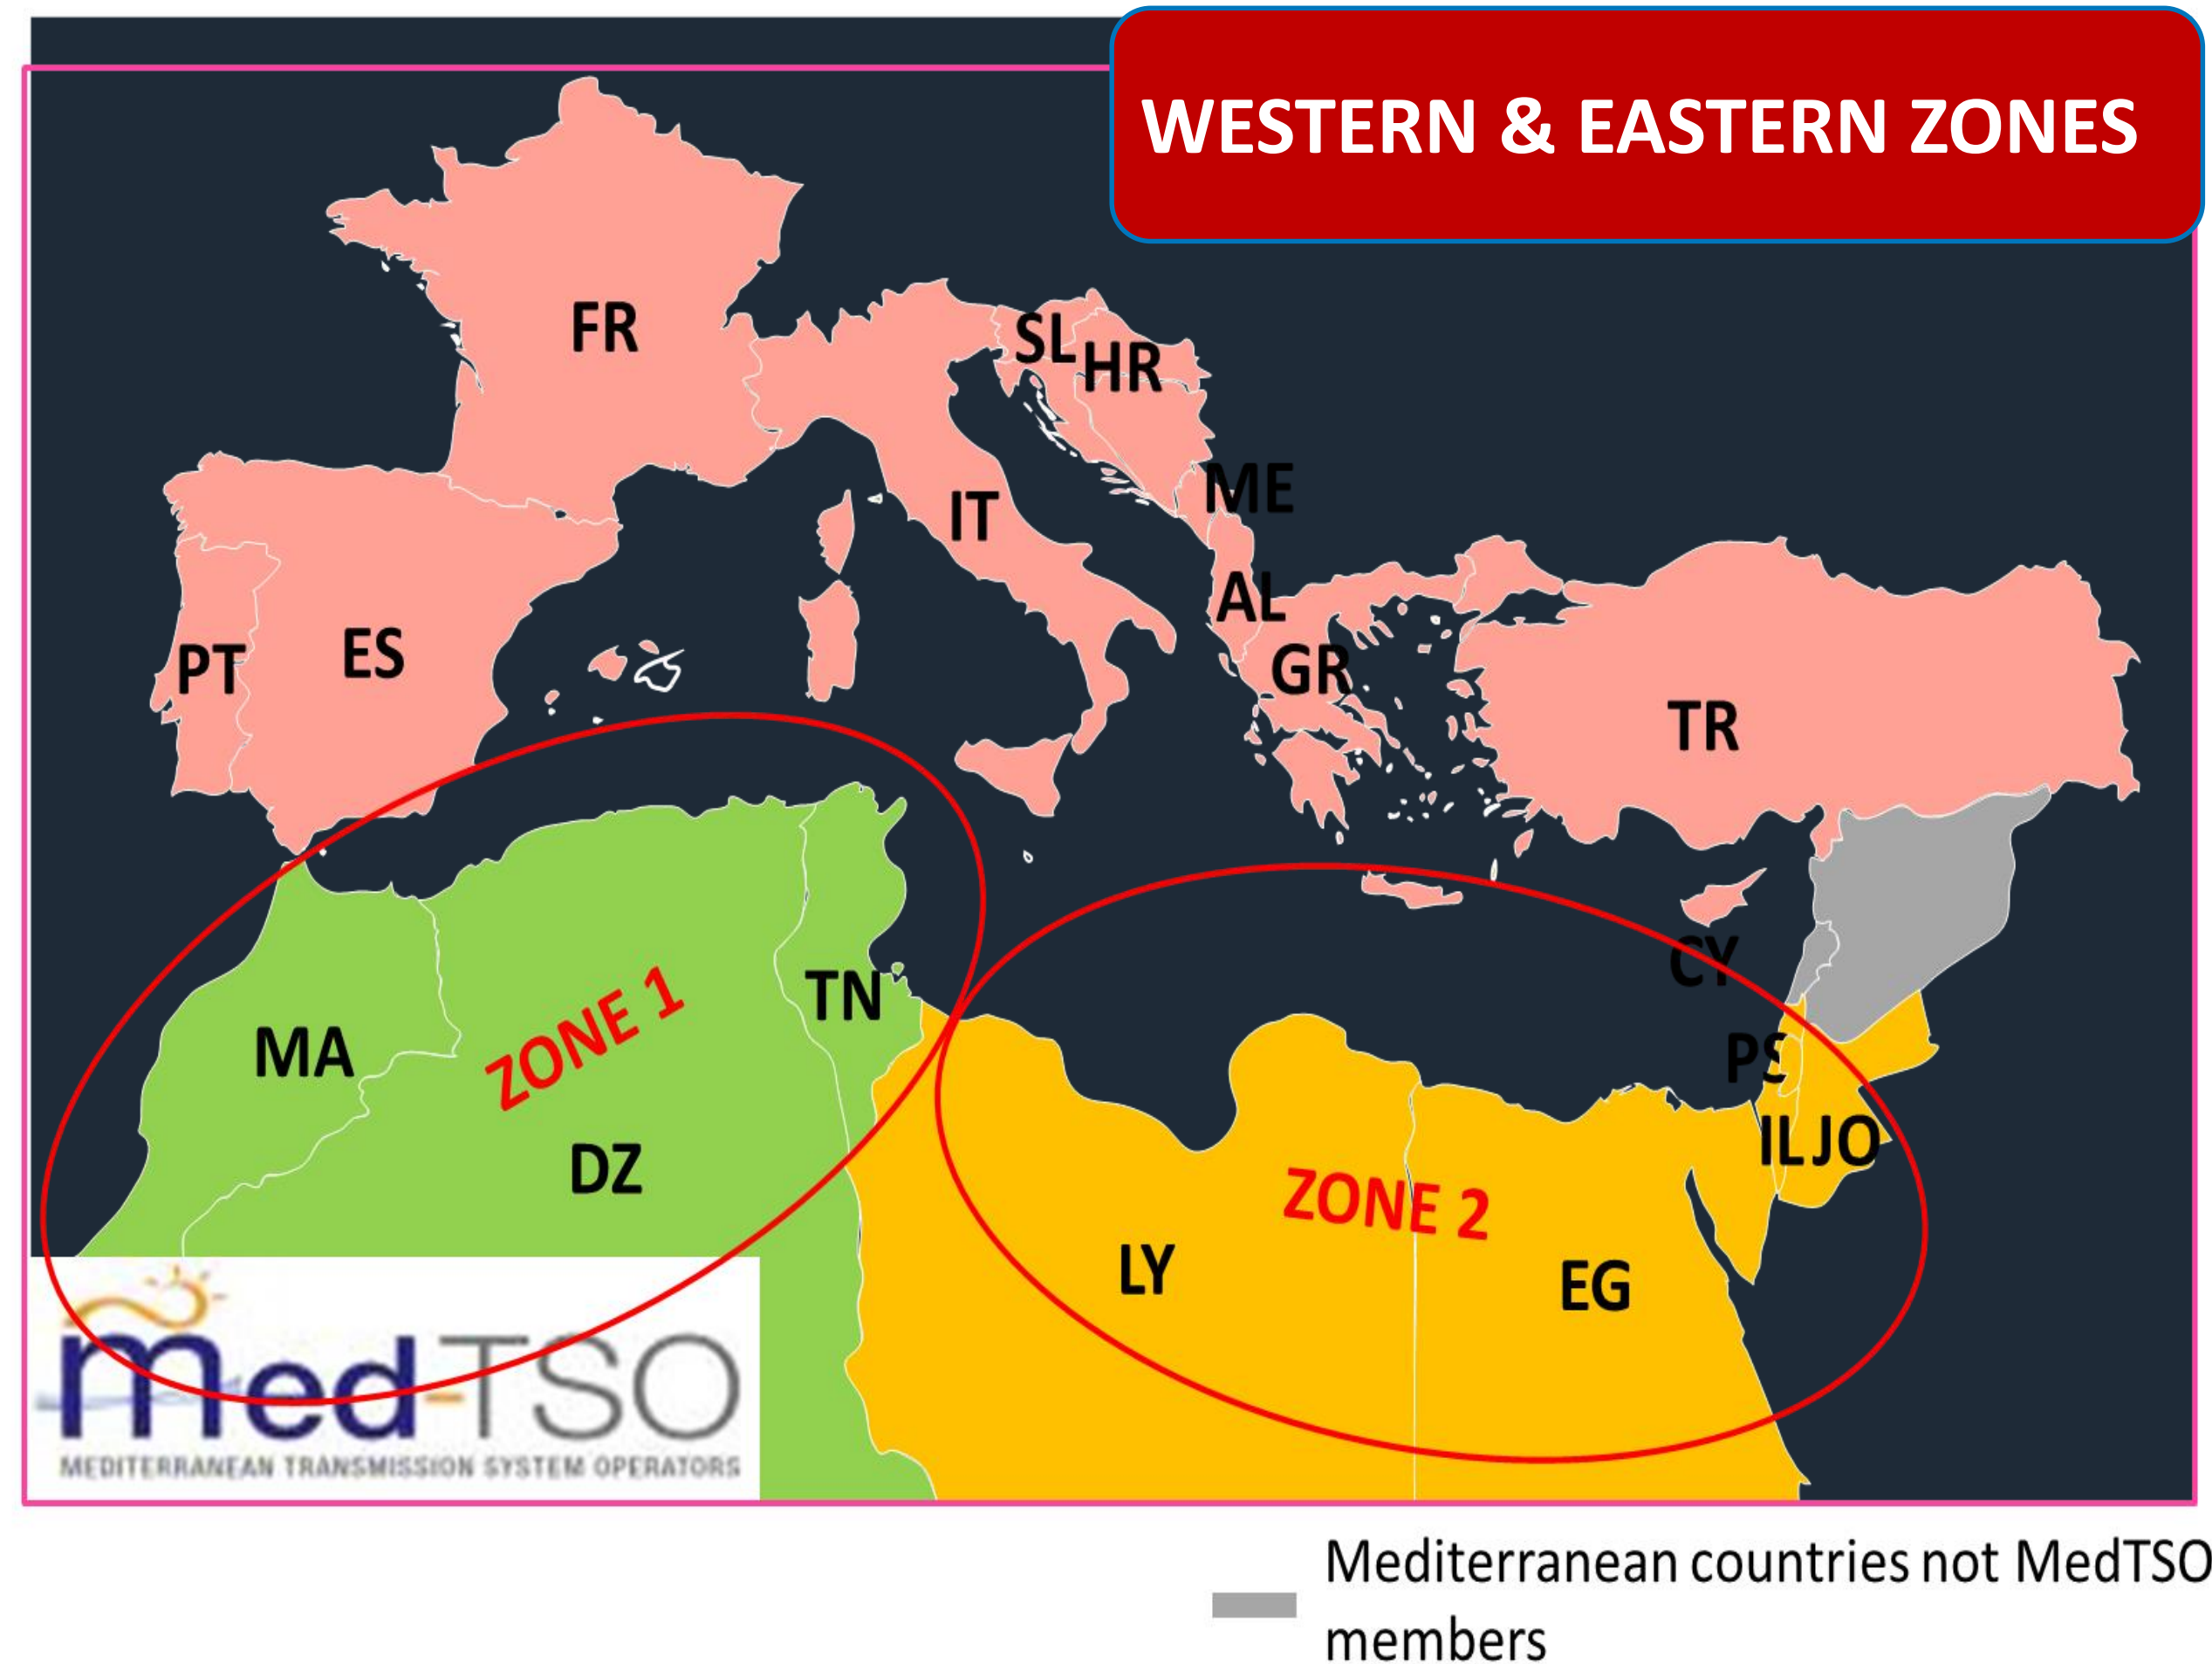 WESTERN & EASTERN ZONES
FR
SL
HR
ME
IT
AL
PT
ES
GR
TR
CY
TN
ZONE 1
MA
PS
IL
JO
DZ
ZONE 2
LY
EG
Med-TSO
MEDITERRANEAN TRANSMISSION SYSTEM OPERATORS
Mediterranean countries not MedTSO
members